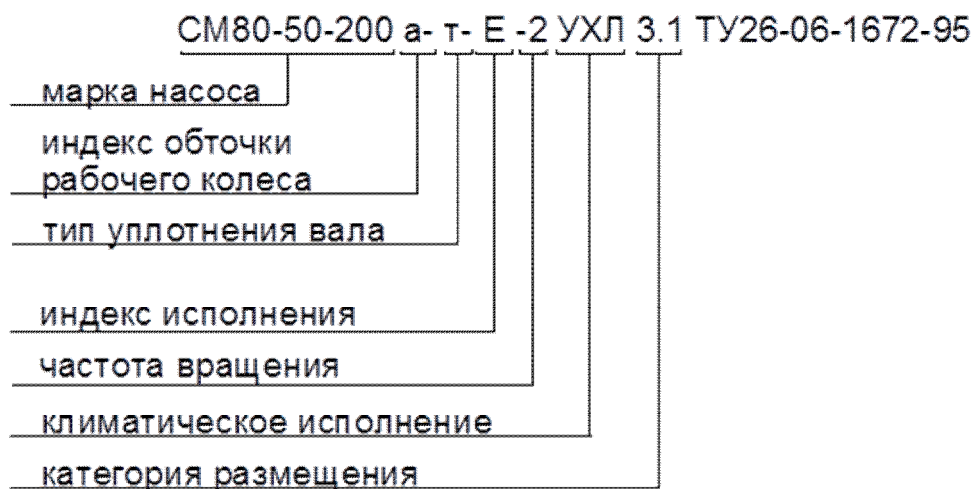 СМ80-50-200 а- т- Е -2 УХЛ 3.1 ТУ26-06-1672-95
марка насоса
индекс обточки
рабочего колеса
тип уплотнения вала
индекс исполнения
частота вращения
климатическое исполнение
категория размещения